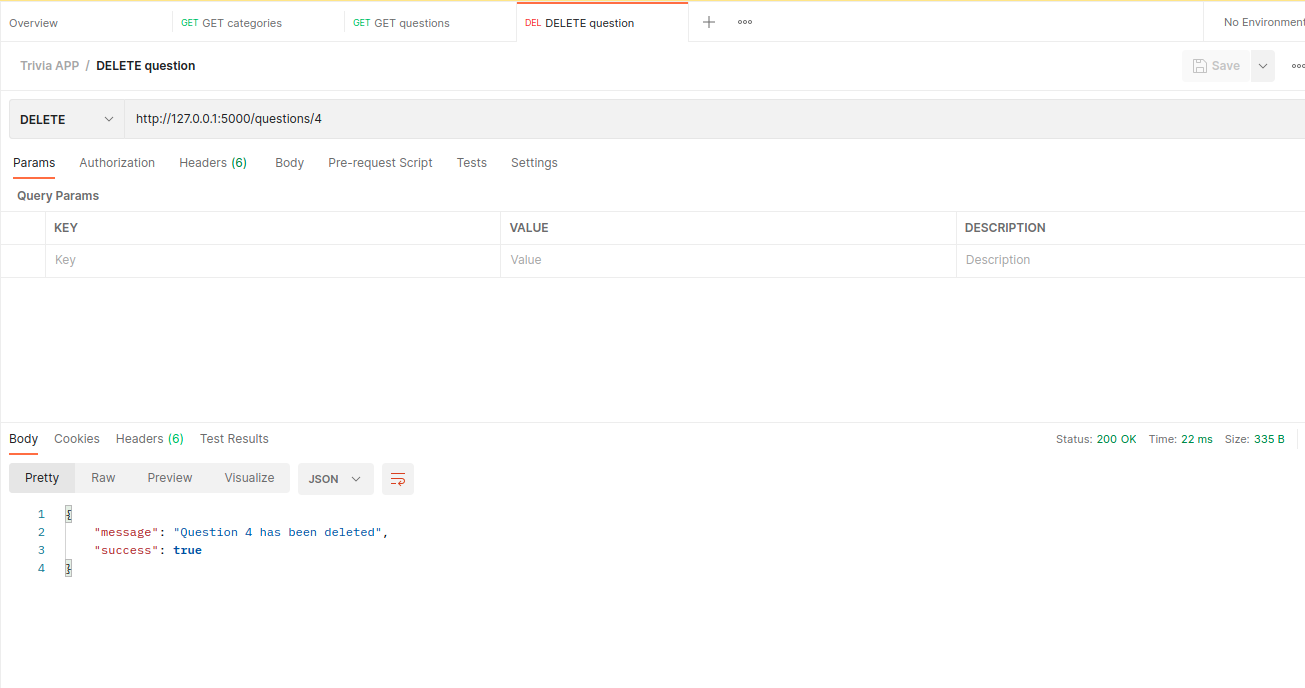 Overview
GET GET categories
GET GET questions
DEL DELETE question
No Environment
Trivia APP / DELETE question
Save
DELETE
http://127.0.0.1:5000/questions/4
Params Authorization Headers (6) Body Pre-request Script Tests Settings
Query Params
KEY VALUE DESCRIPTION
Key Value Description
Body Cookies Headers (6) Test Results
Status: 200 OK Time: 22 ms Size: 335 B
Pretty Raw Preview Visualize JSON
1 {
2 "message": "Question 4 has been deleted",
3 "success": true
4 }